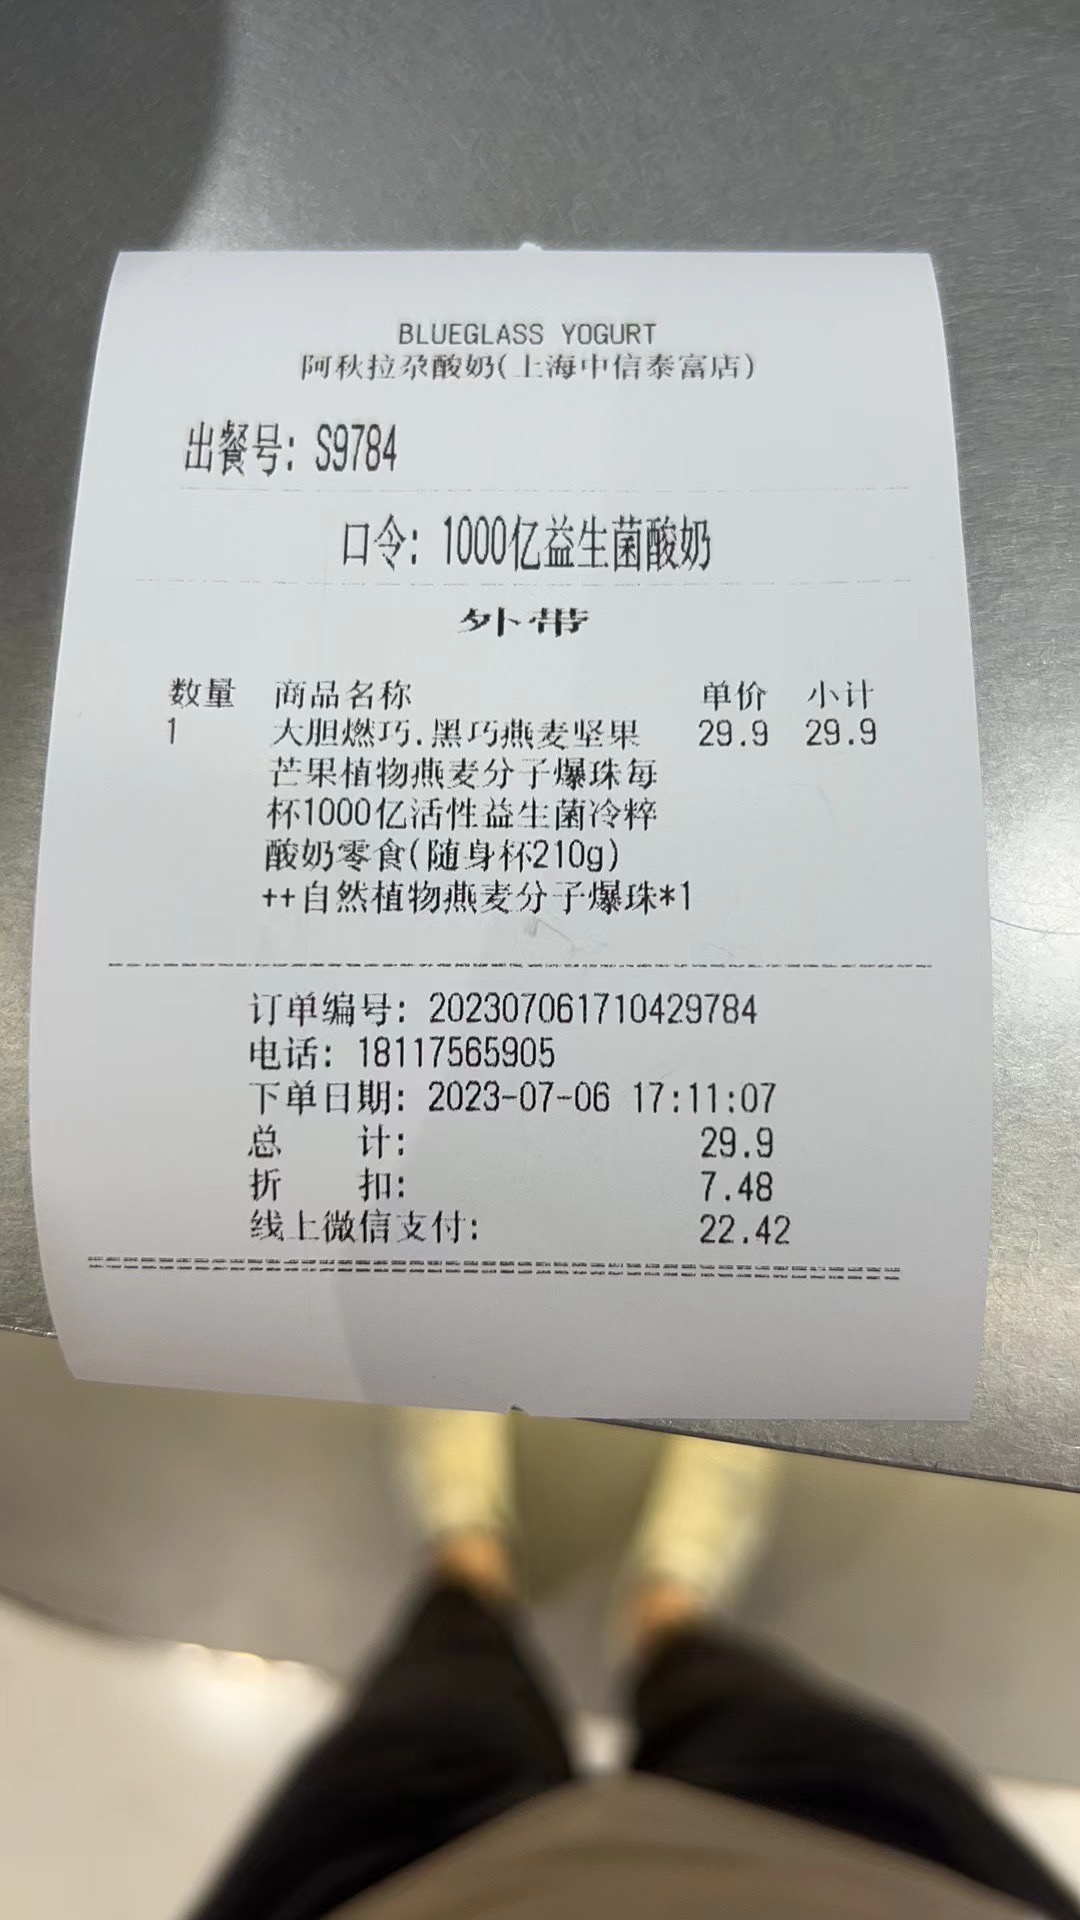 BLUEGLASS YOGURT
阿秋拉尕酸奶(上海中信泰富店)
出餐号: S9784
口令: 1000亿益生菌酸奶
外带
数量 商品名称 单价 小计
1 大胆燃巧.黑巧燕麦坚果 29.9 29.9
芒果植物燕麦分子爆珠每
杯1000亿活性益生菌冷粹
酸奶零食(随身杯210g)
++自然植物燕麦分子爆珠*1
订单编号: 202307061710429784
电话: 18117565905
下单日期: 2023-07-06 17:11:07
总 计: 29.9
折 扣: 7.48
线上微信支付: 22.42